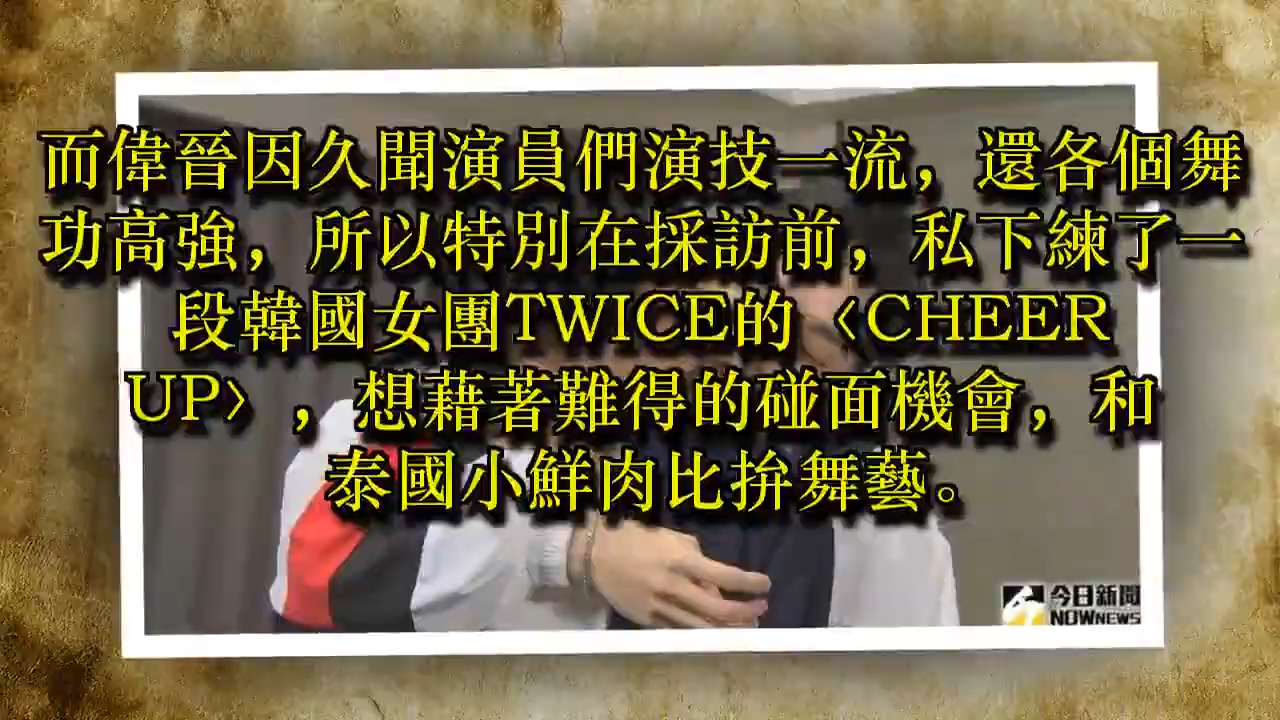 而偉晉因久聞演員們演技一流，還各個舞
功高強，所以特別在採訪前，私下練了一
段韓國女團TWICE的〈CHEER
UP〉，想藉著難得的碰面機會，和
泰國小鮮肉比拚舞藝。
今日新聞
NOWNEWS